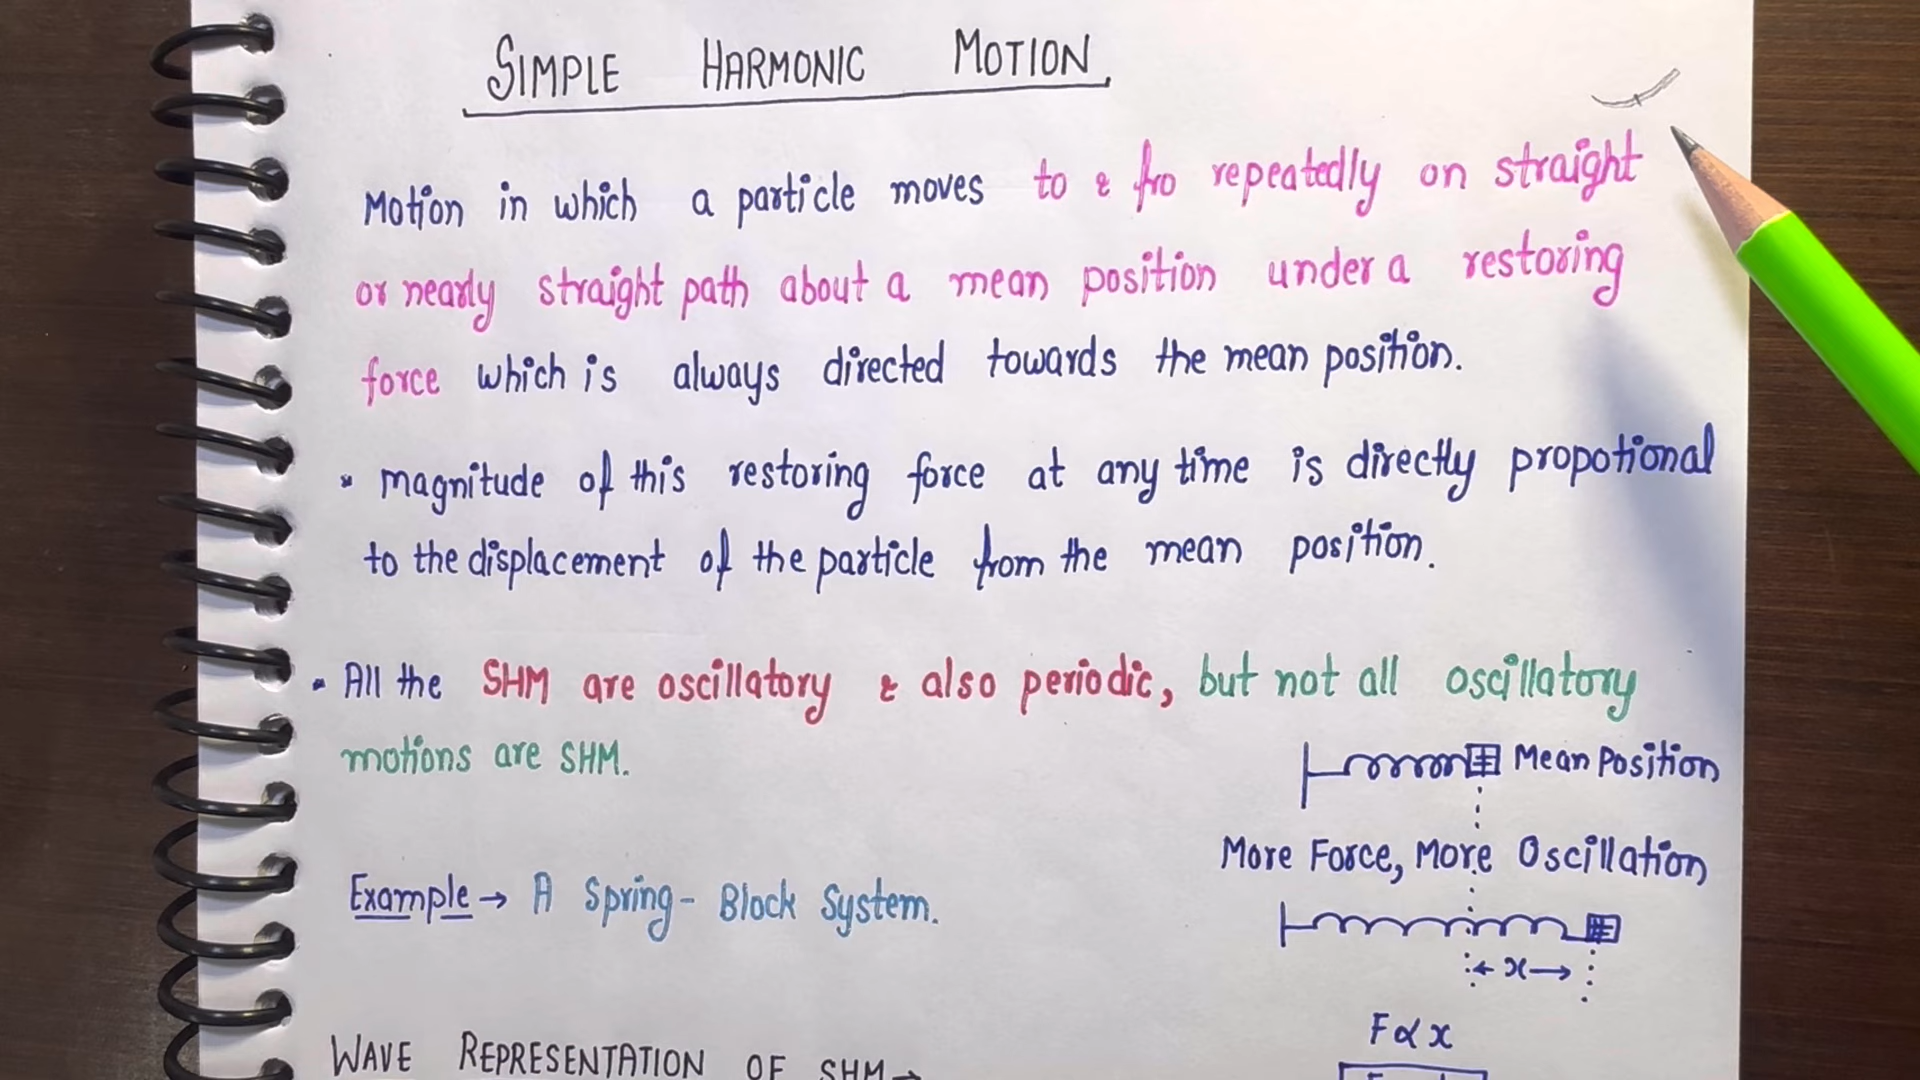 SIMPLE HARMONIC MOTION
Motion in which a particle moves to & fro repeatedly on straight
or nearly straight path about a mean position under a restoring
force which is always directed towards the mean position.
• magnitude of this restoring force at any time is directly propotional
to the displacement of the particle from the mean position.
• All the SHM are oscillatory & also periodic, but not all oscillatory
motions are SHM.
Mean Position
More Force, More Oscillation
Example → A Spring - Block System.
x
F α x
WAVE REPRESENTATION OF SHM →